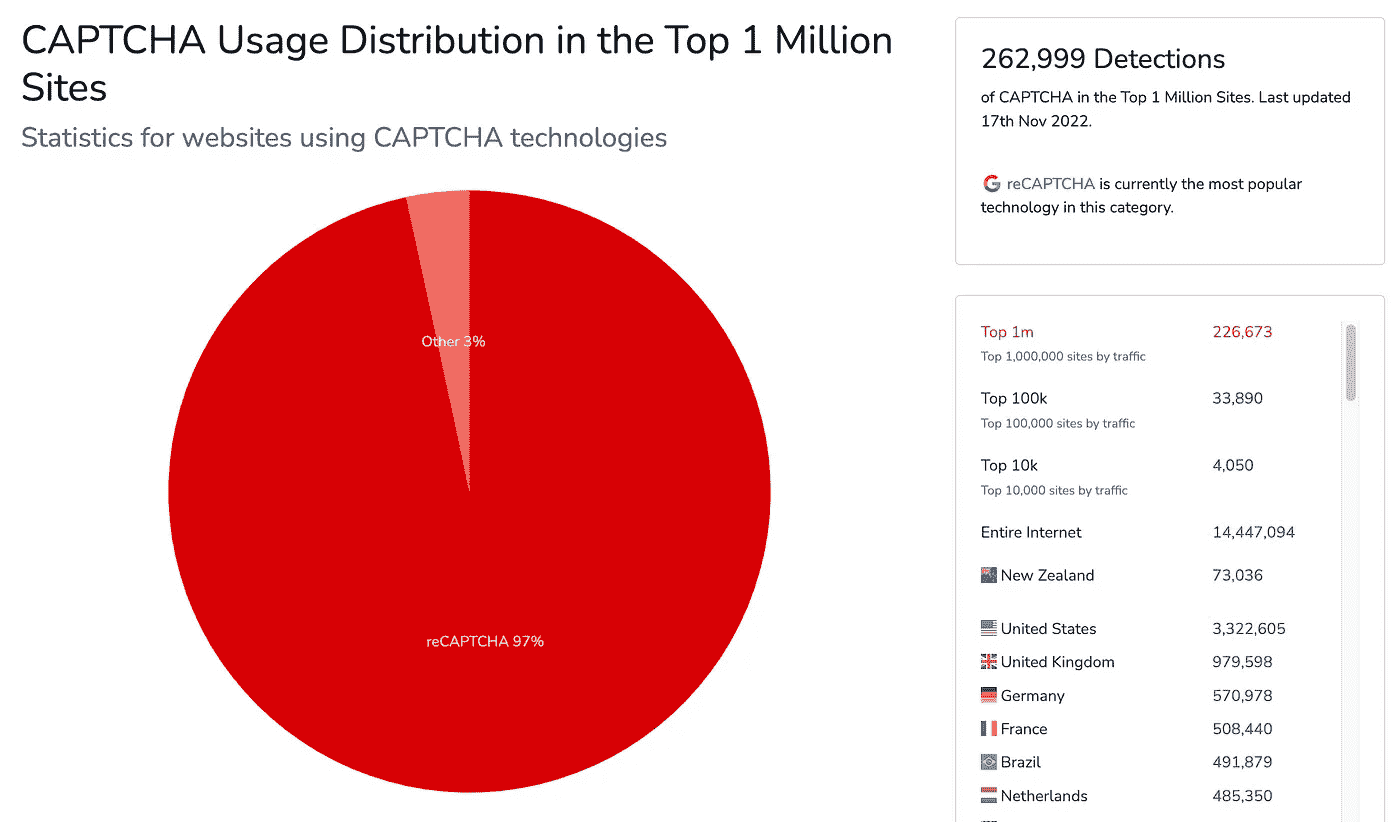 CAPTCHA Usage Distribution in the Top 1 Million
Sites
Statistics for websites using CAPTCHA technologies
Other 3%
reCAPTCHA 97%
262,999 Detections
of CAPTCHA in the Top 1 Million Sites. Last updated
17th Nov 2022.
reCAPTCHA is currently the most popular
technology in this category.
Top 1m 226,673
Top 1,000,000 sites by traffic
Top 100k 33,890
Top 100,000 sites by traffic
Top 10k 4,050
Top 10,000 sites by traffic
Entire Internet 14,447,094
New Zealand 73,036
United States 3,322,605
United Kingdom 979,598
Germany 570,978
France 508,440
Brazil 491,879
Netherlands 485,350